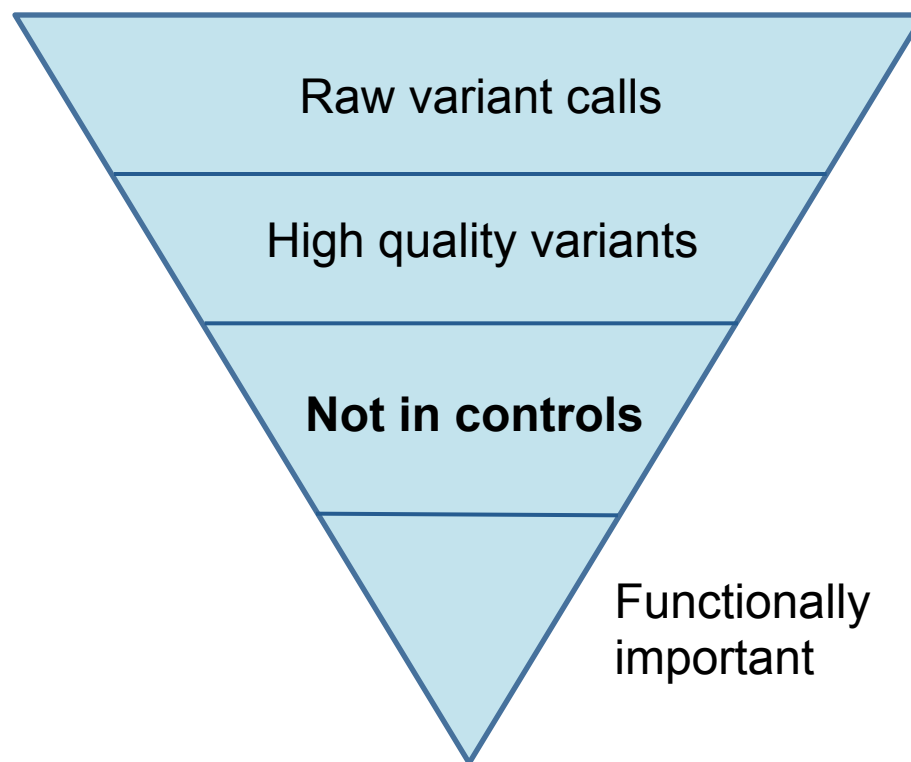 Raw variant calls
High quality variants
Not in controls
Functionally
important